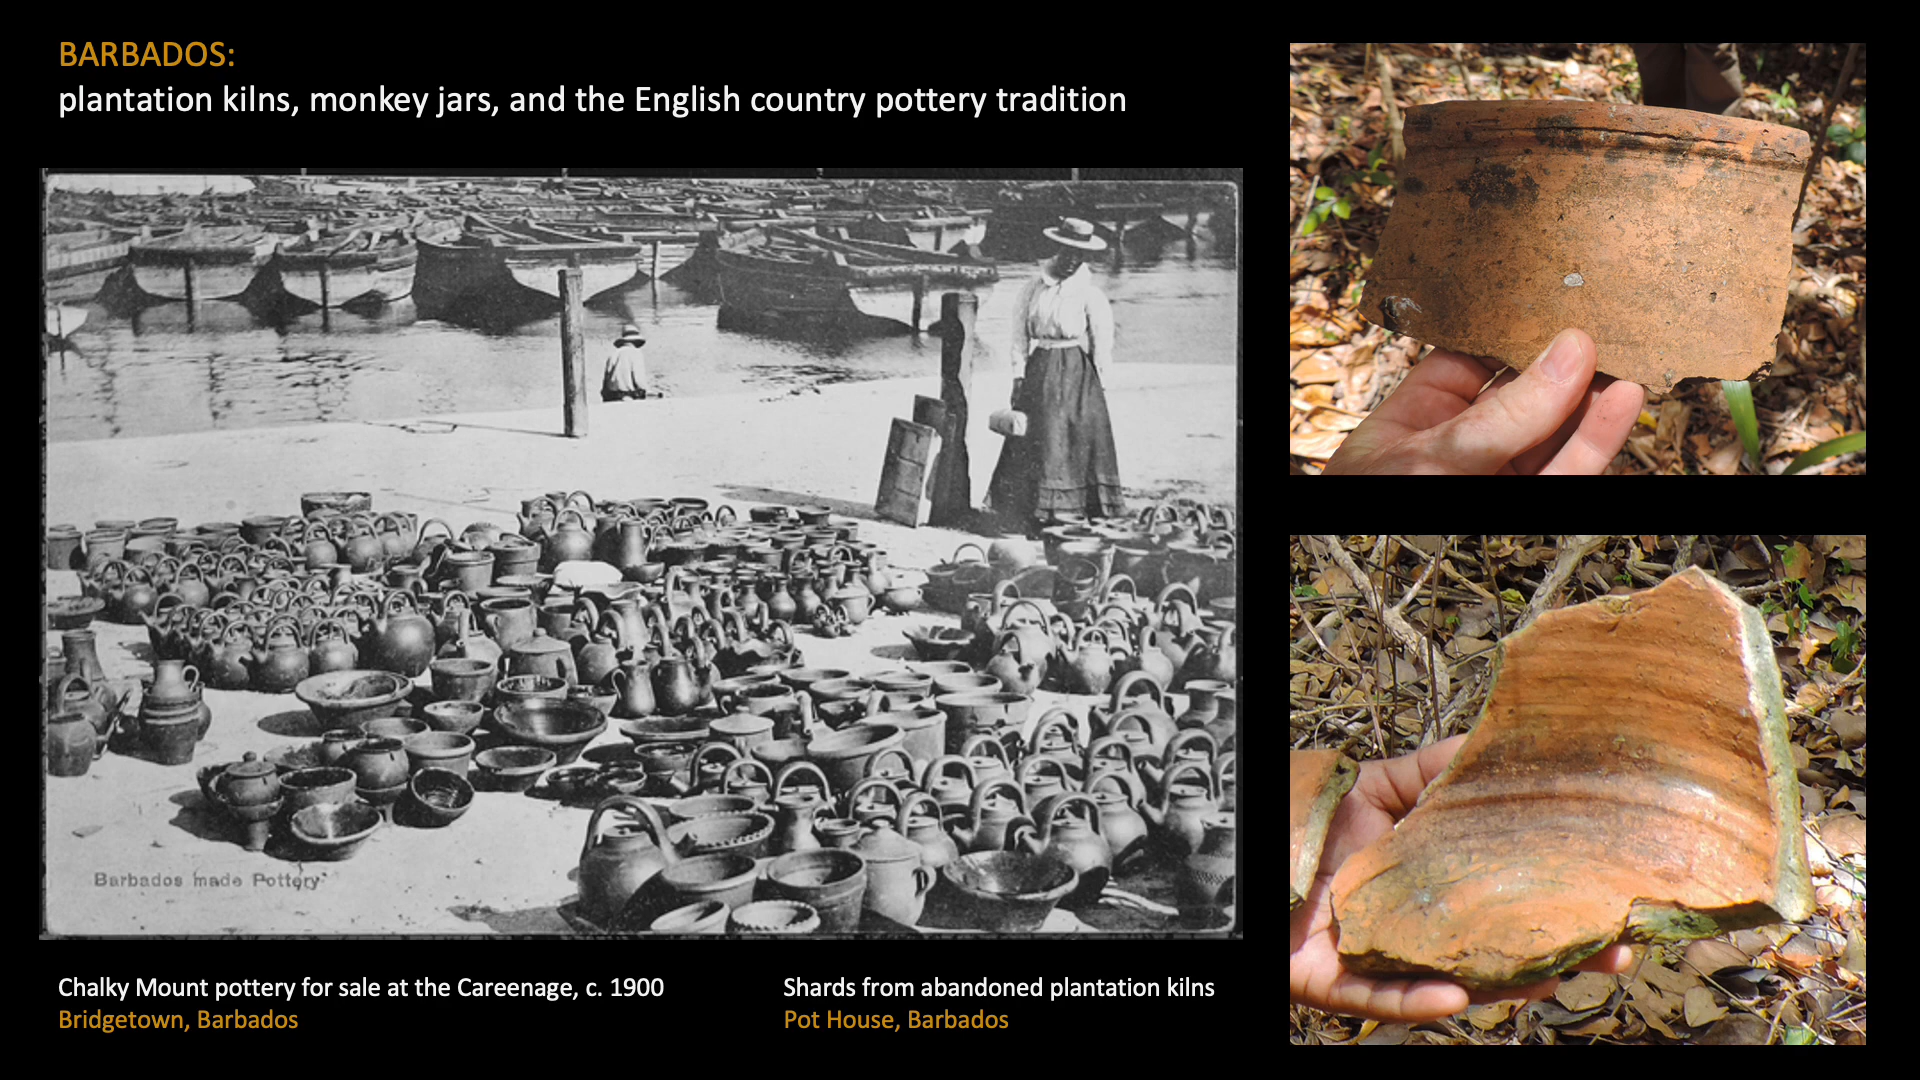 BARBADOS:
plantation kilns, monkey jars, and the English country pottery tradition
Barbados made Pottery
Chalky Mount pottery for sale at the Careenage, c. 1900
Bridgetown, Barbados
Shards from abandoned plantation kilns
Pot House, Barbados